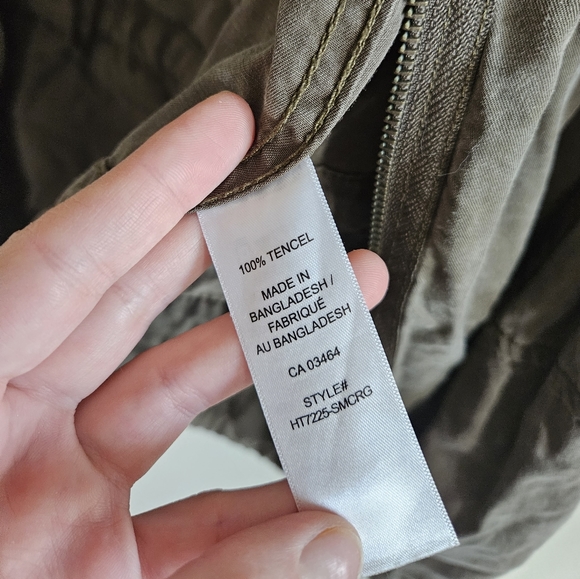 100% TENCEL
MADE IN
BANGLADESH /
FABRIQUÉ
AU BANGLADESH
CA 03464
STYLE#
HT7225-SMCRG